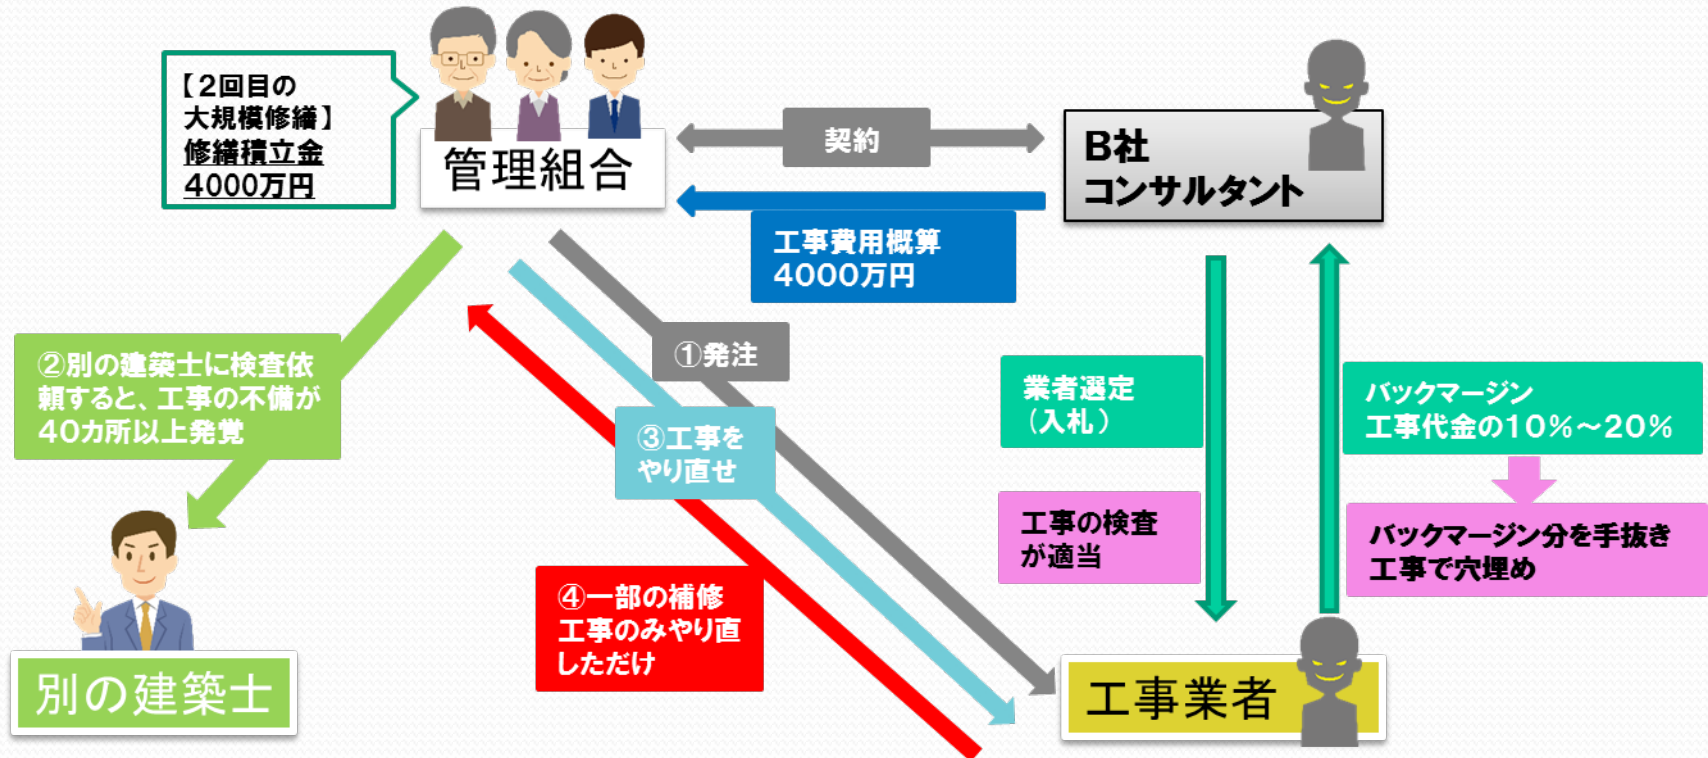 【2回目の
大規模修繕】
修繕積立金
4000万円
管理組合
契約
B社
コンサルタント
工事費用概算
4000万円
①発注
②別の建築士に検査依
頼すると、工事の不備が
40カ所以上発覚
③工事を
やり直せ
④一部の補修
工事のみやり直
しただけ
業者選定
(入札)
工事の検査
が適当
バックマージン
工事代金の10%~20%
バックマージン分を手抜き
工事で穴埋め
別の建築士
工事業者